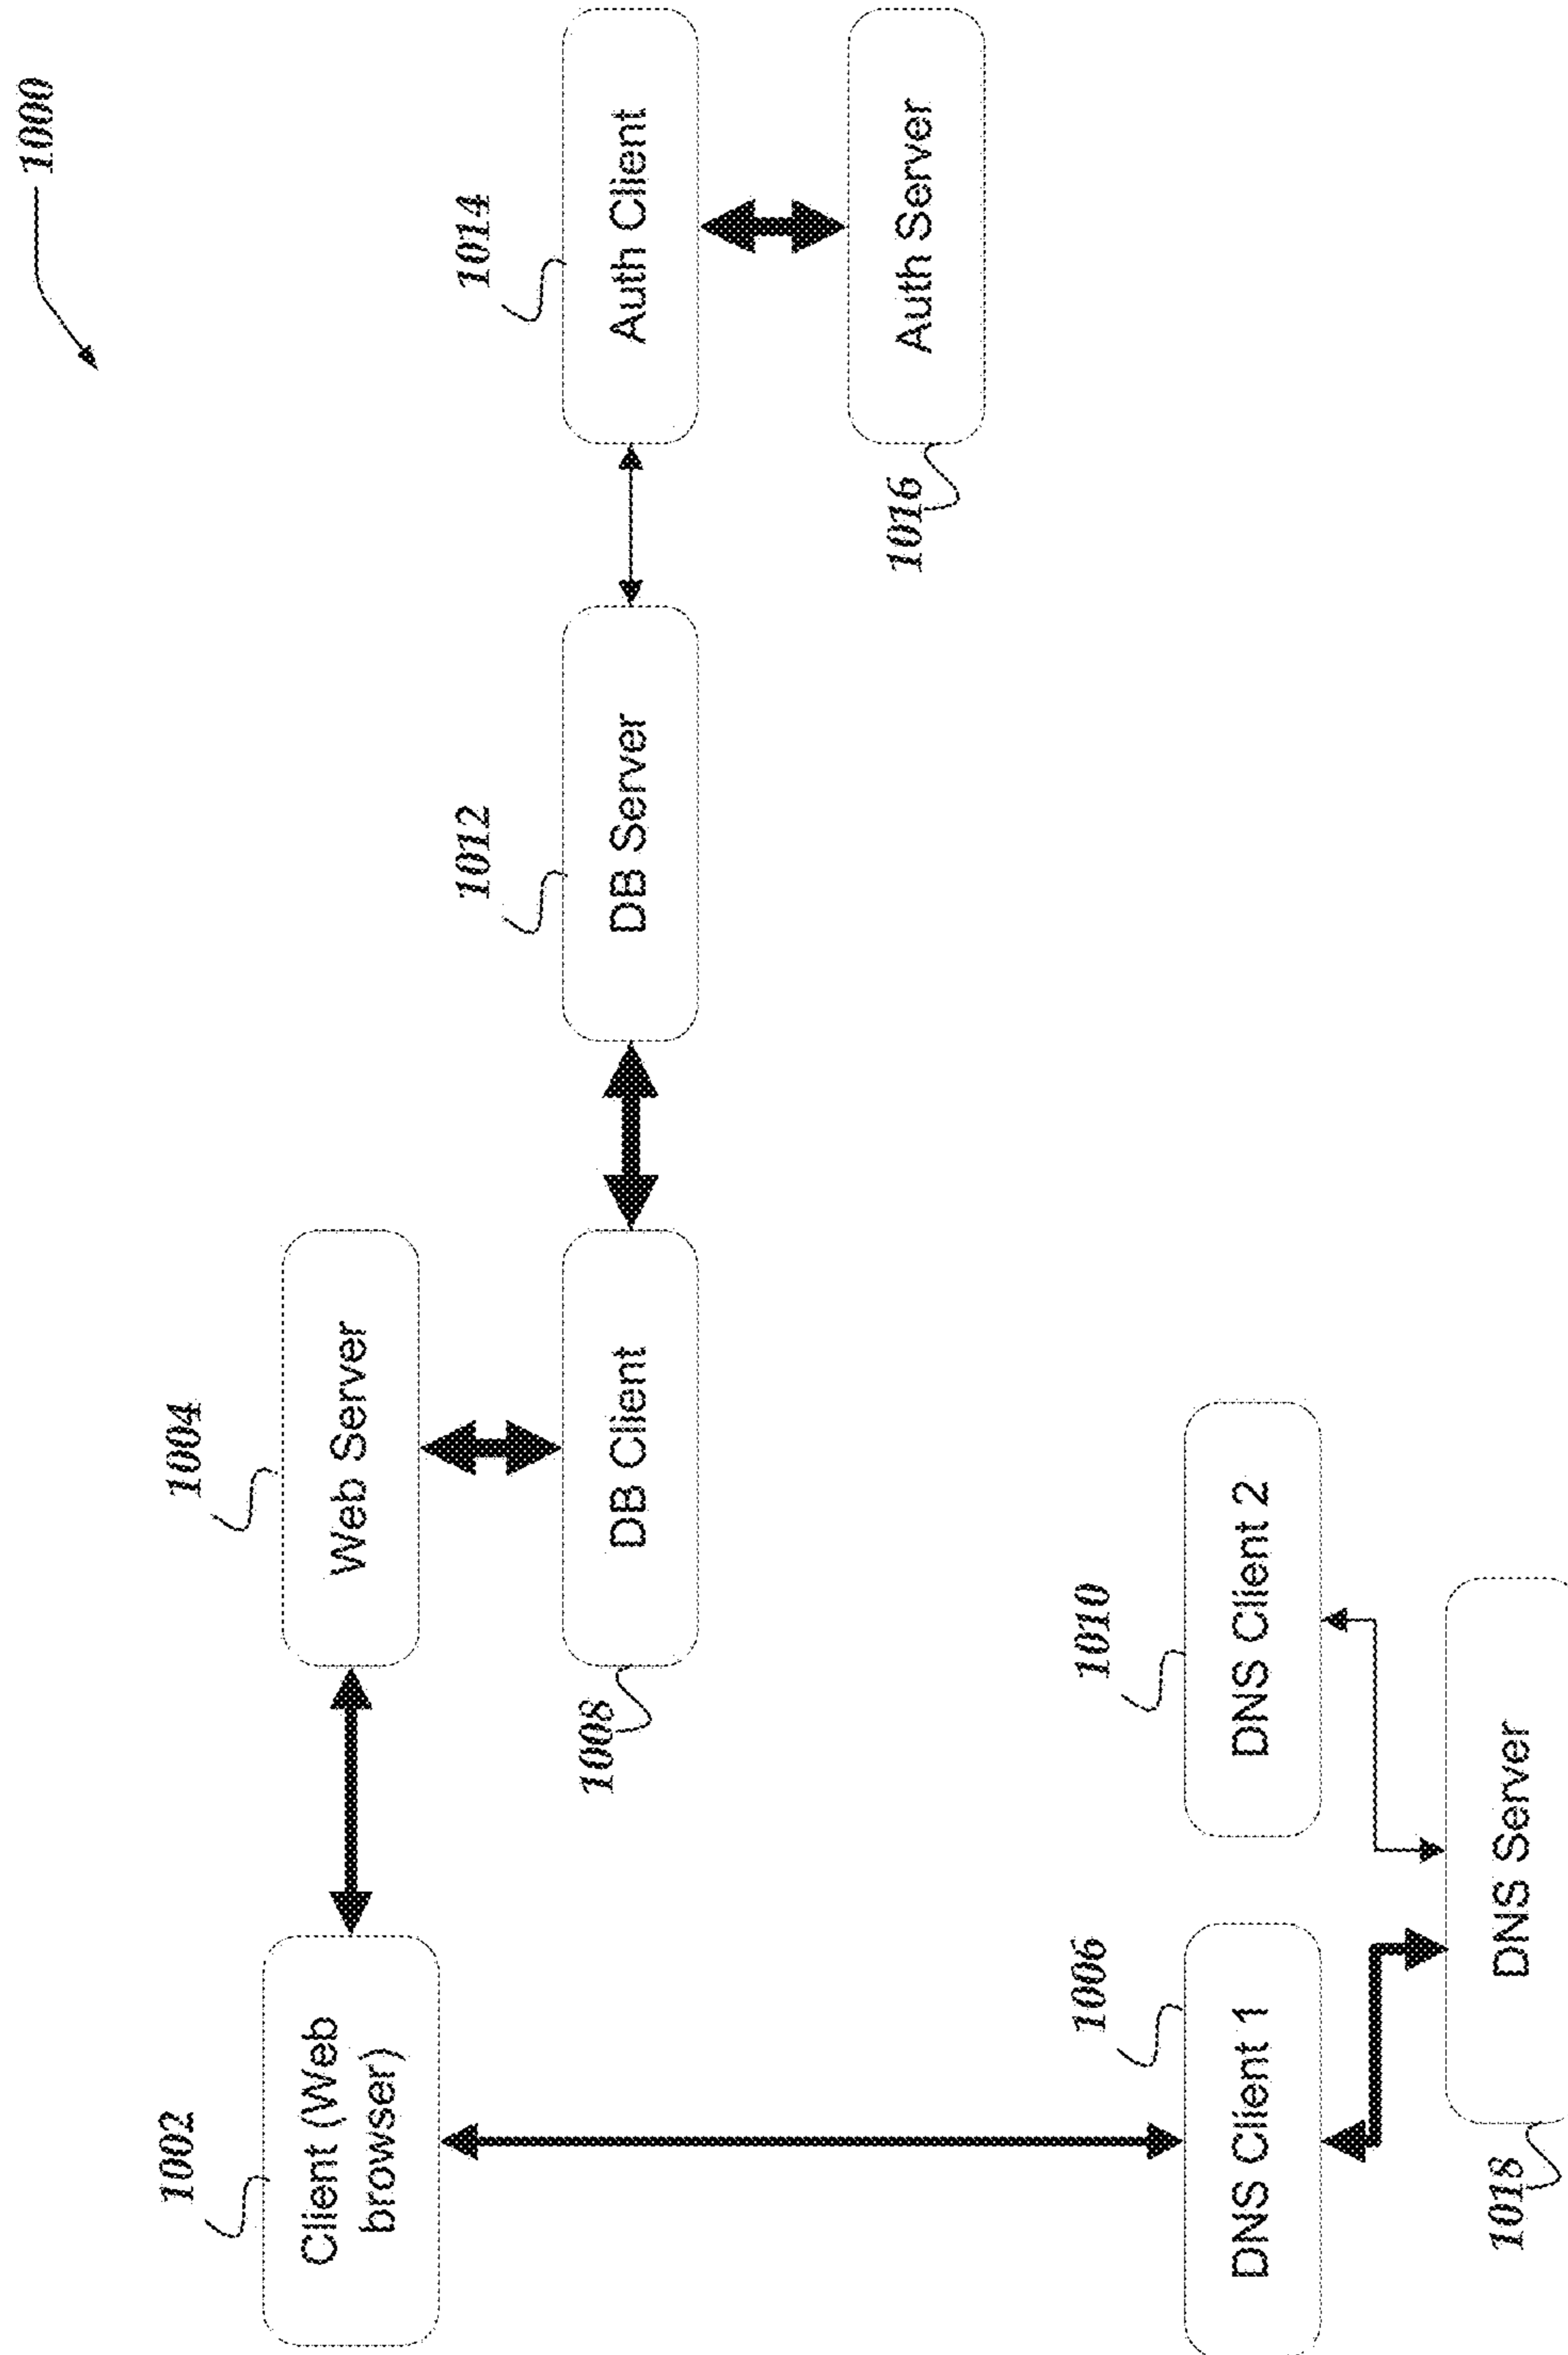 1000
1002
Client (Web
browser)
1004
Web Server
1008
DB Client
1012
DB Server
1014
Auth Client
1016
Auth Server
1006
DNS Client 1
1010
DNS Client 2
1018
DNS Server